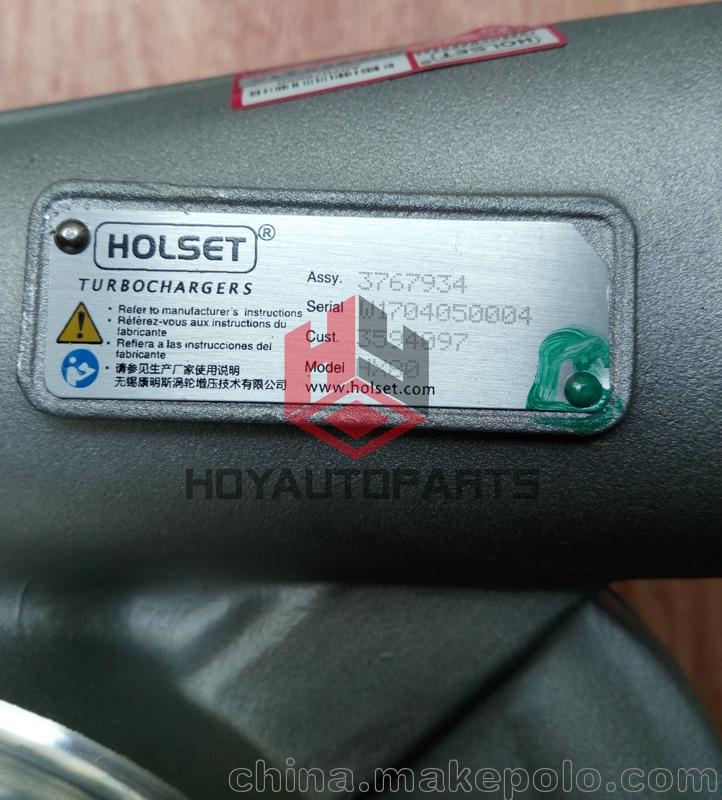 HOLSET
HOLSET®
TURBOCHARGERS
Assy. 3767934
Serial W1704050004
Cust. 3594097
Model
www.holset.com
• Refer to manufacturer's instructions
• Référez-vous aux instructions du
fabricante
• Refiera a las instrucciones del
fabricante
• 请参见生产厂家使用说明
无锡康明斯涡轮增压技术有限公司
HOYAUTOPARTS
china.makepolo.com